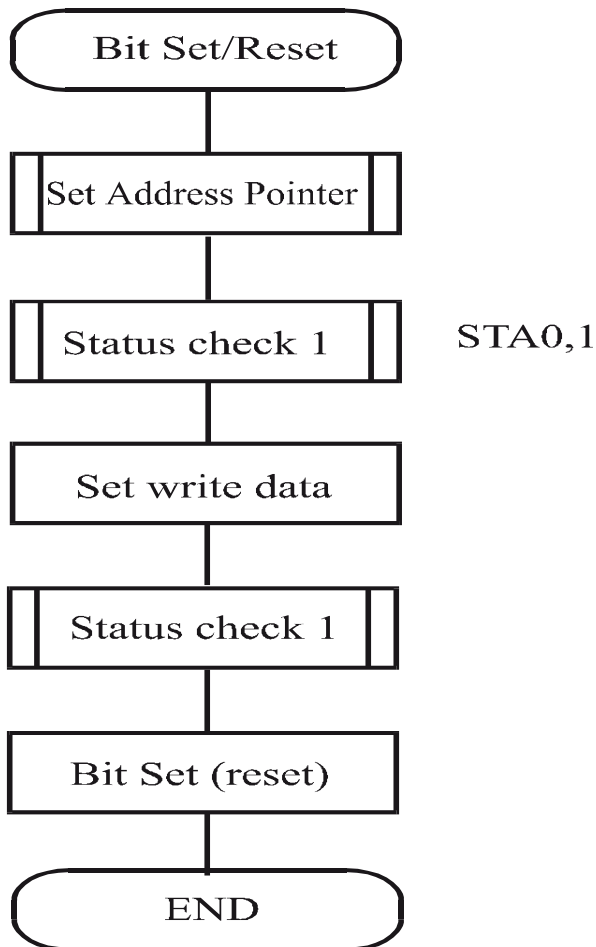 Bit Set/Reset
Set Address Pointer
Status check 1
STA0,1
Set write data
Status check 1
Bit Set (reset)
END